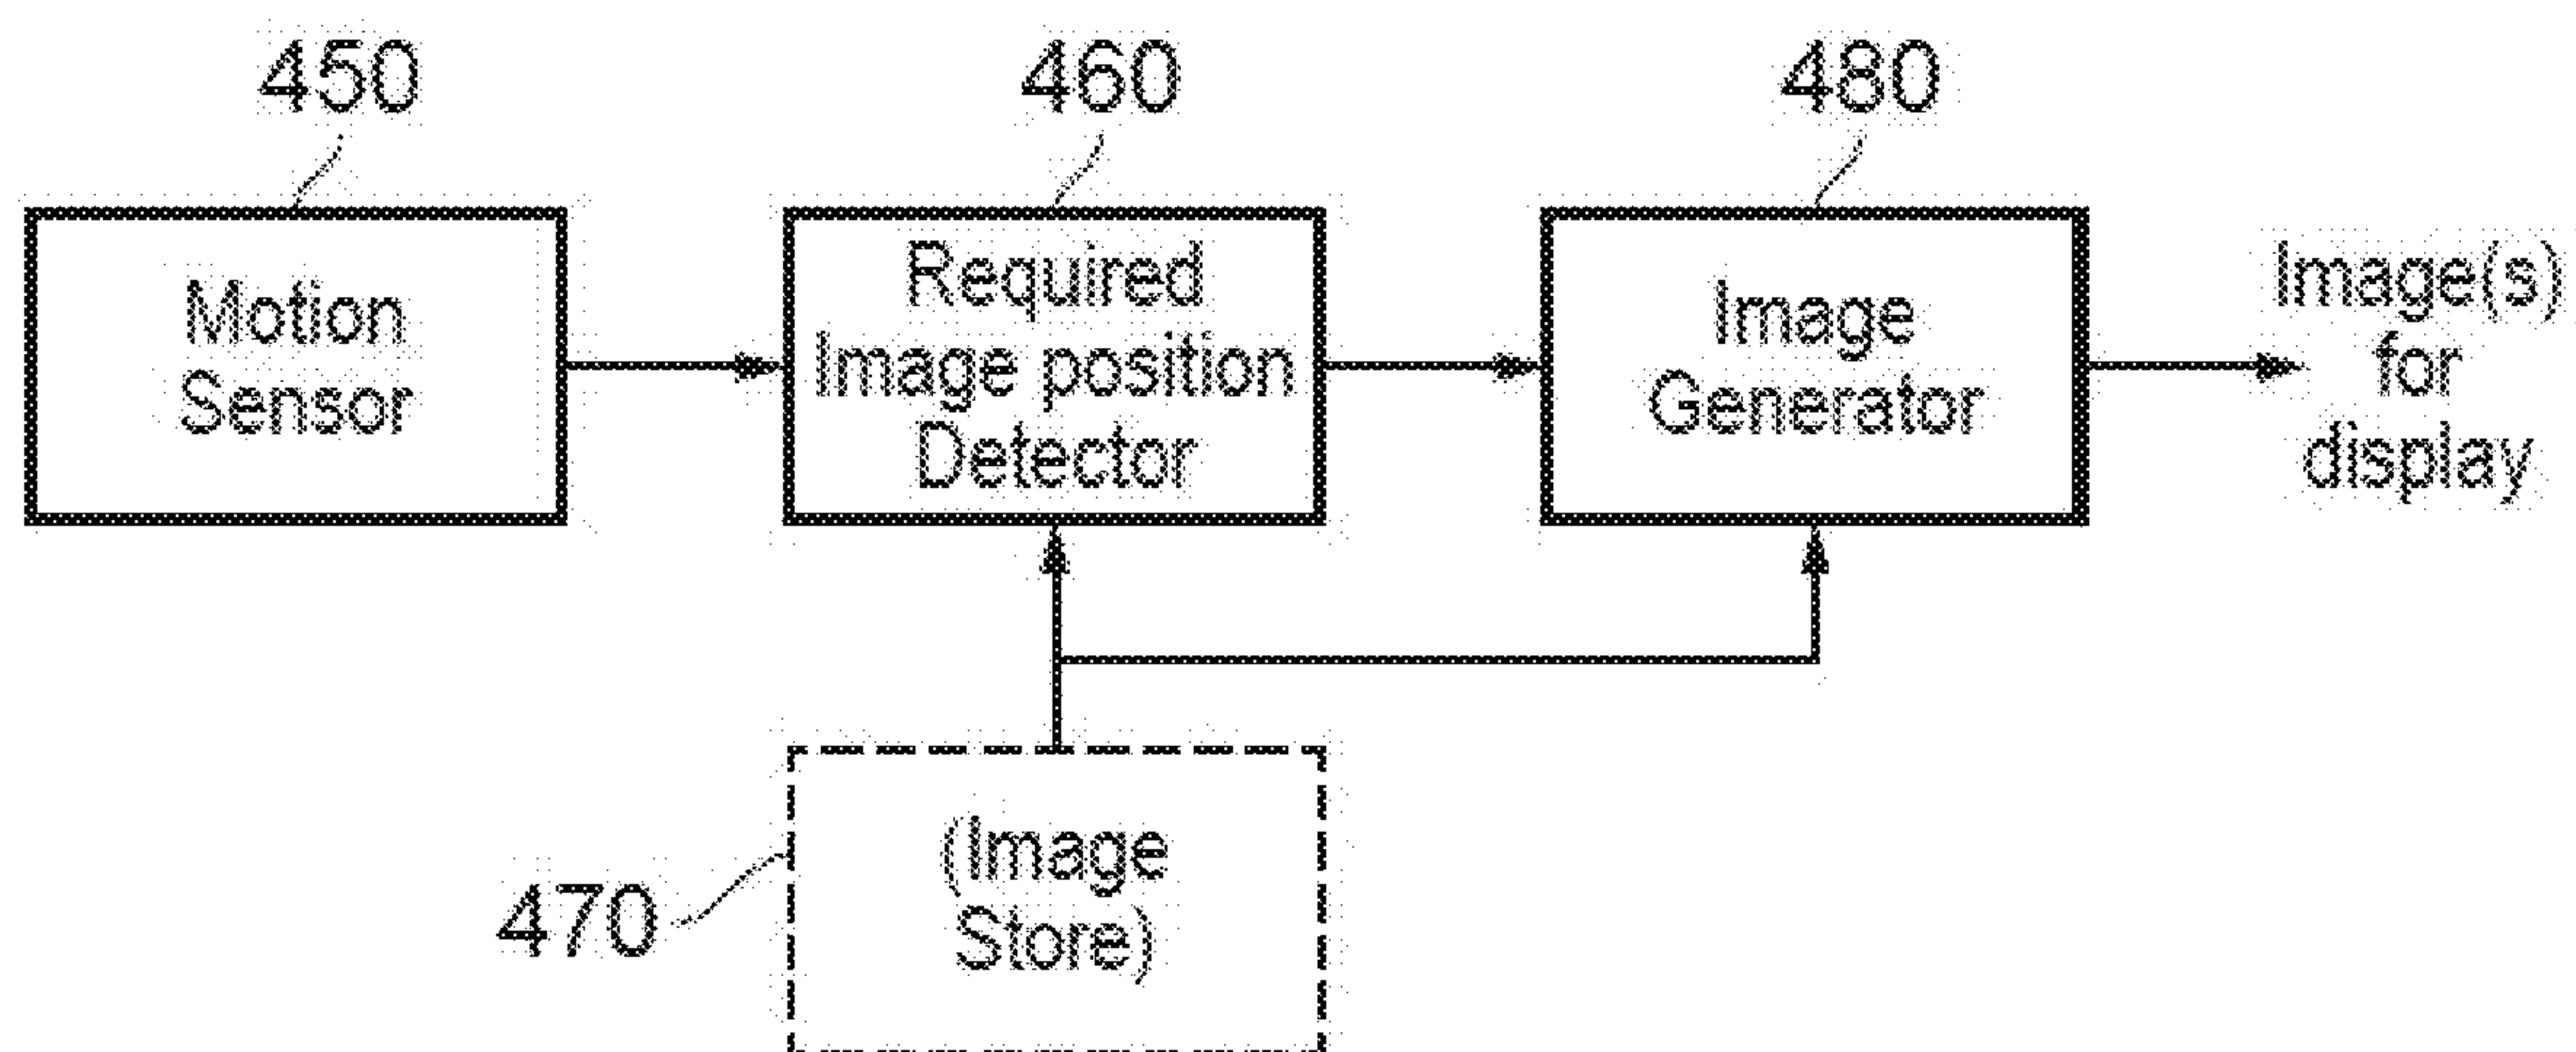 450
460
480
Motion
Sensor
Required
Image position
Detector
Image
Generator
Image(s)
for
display
470
(Image
Store)